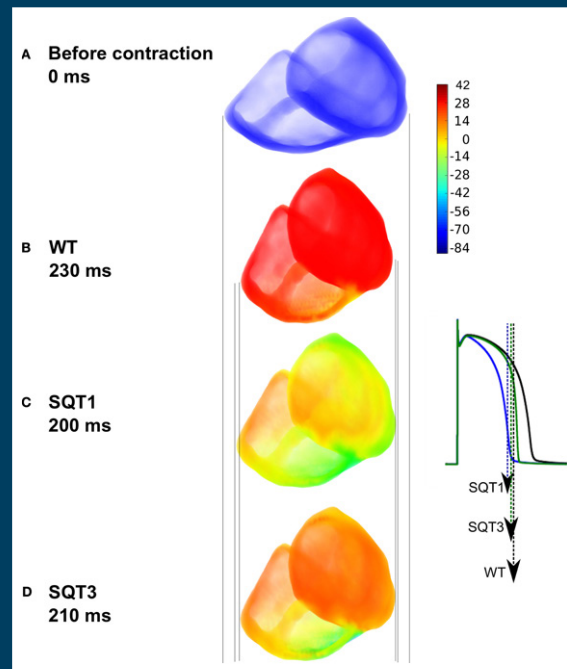 A Before contraction
0 ms
42
28
14
0
-14
-28
-42
-56
-70
-84
B WT
230 ms
C SQT1
200 ms
SQT1
SQT3
WT
D SQT3
210 ms